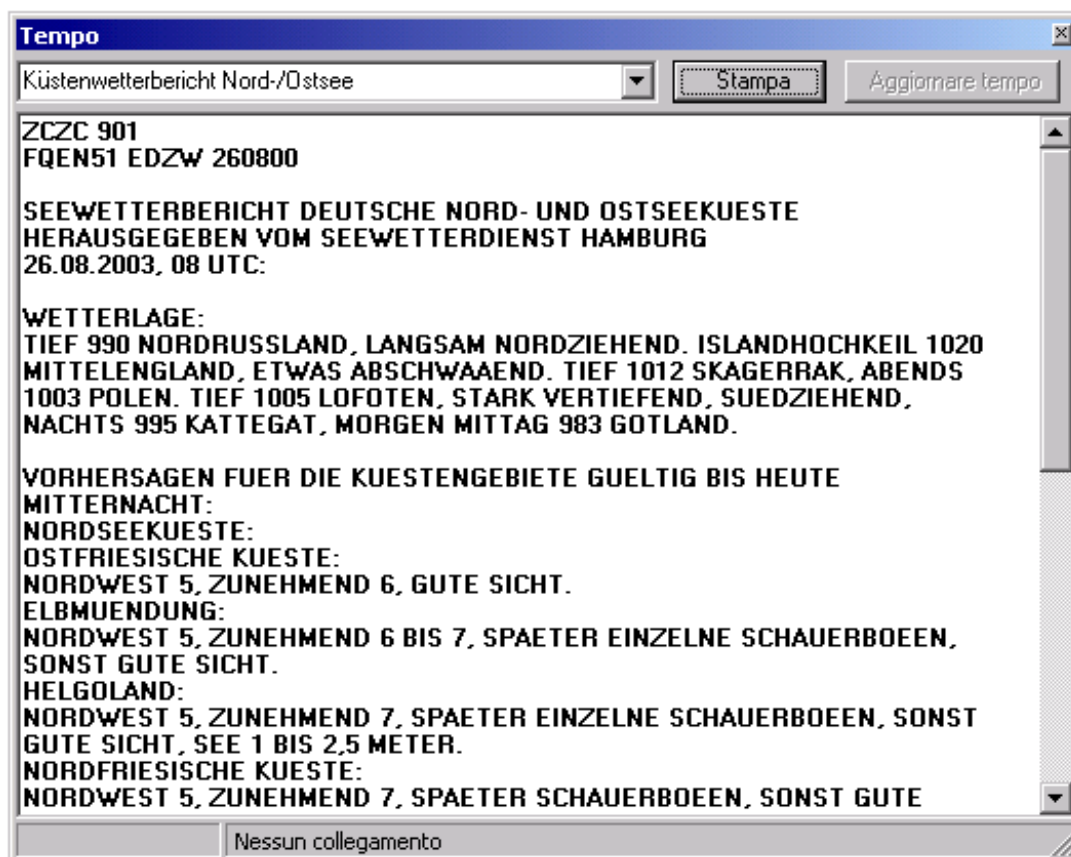 Tempo
Küstenwetterbericht Nord-/Ostsee
Stampa
Aggiornare tempo
ZCZC 901
FQEN51 EDZW 260800
SEEWETTERBERICHT DEUTSCHE NORD- UND OSTSEEKUESTE
HERAUSGEGEBEN VOM SEEWETTERDIENST HAMBURG
26.08.2003, 08 UTC:
WETTERLAGE:
TIEF 990 NORDRUSSLAND, LANGSAM NORDZIEHEND. ISLANDHOCHKEIL 1020
MITTELENGLAND, ETWAS ABSCHWAAEND. TIEF 1012 SKAGERRAK, ABENDS
1003 POLEN. TIEF 1005 LOFOTEN, STARK VERTIEFEND, SUEDZIEHEND,
NACHTS 995 KATTEGAT, MORGEN MITTAG 983 GOTLAND.
VORHERSAGEN FUER DIE KUESTENGEBIETE GUELTIG BIS HEUTE
MITTERNACHT:
NORDSEEKUESTE:
OSTFRIESISCHE KUESTE:
NORDWEST 5, ZUNEHMEND 6, GUTE SICHT.
ELBMUENDUNG:
NORDWEST 5, ZUNEHMEND 6 BIS 7, SPAETER EINZELNE SCHAUERBOEEN,
SONST GUTE SICHT.
HELGOLAND:
NORDWEST 5, ZUNEHMEND 7, SPAETER EINZELNE SCHAUERBOEEN, SONST
GUTE SICHT, SEE 1 BIS 2,5 METER.
NORDFRIESISCHE KUESTE:
NORDWEST 5, ZUNEHMEND 7, SPAETER SCHAUERBOEEN, SONST GUTE
Nessun collegamento